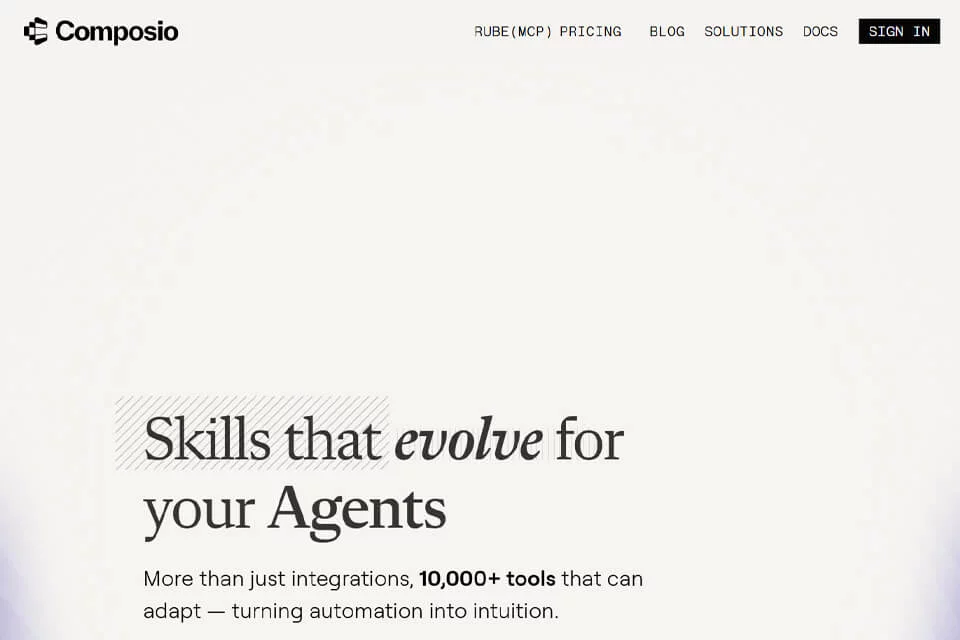 Composio
RUBE(MCP) PRICING BLOG SOLUTIONS DOCS SIGN IN
Skills that evolve for
your Agents
More than just integrations, 10,000+ tools that can
adapt — turning automation into intuition.